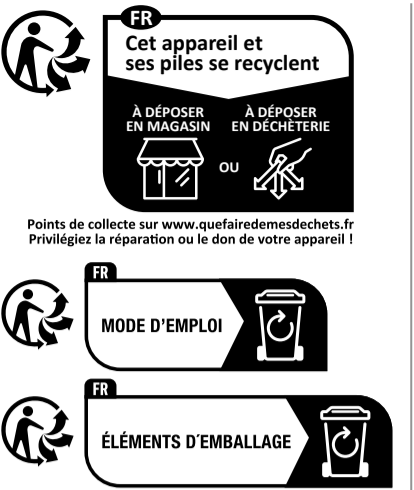 FR
Cet appareil et
ses piles se recyclent
À DÉPOSER
EN MAGASIN
OU
À DÉPOSER
EN DÉCHÈTERIE
Points de collecte sur www.quefairedemesdechets.fr
Privilégiez la réparation ou le don de votre appareil !
FR
MODE D’EMPLOI
FR
ÉLÉMENTS D´EMBALLAGE